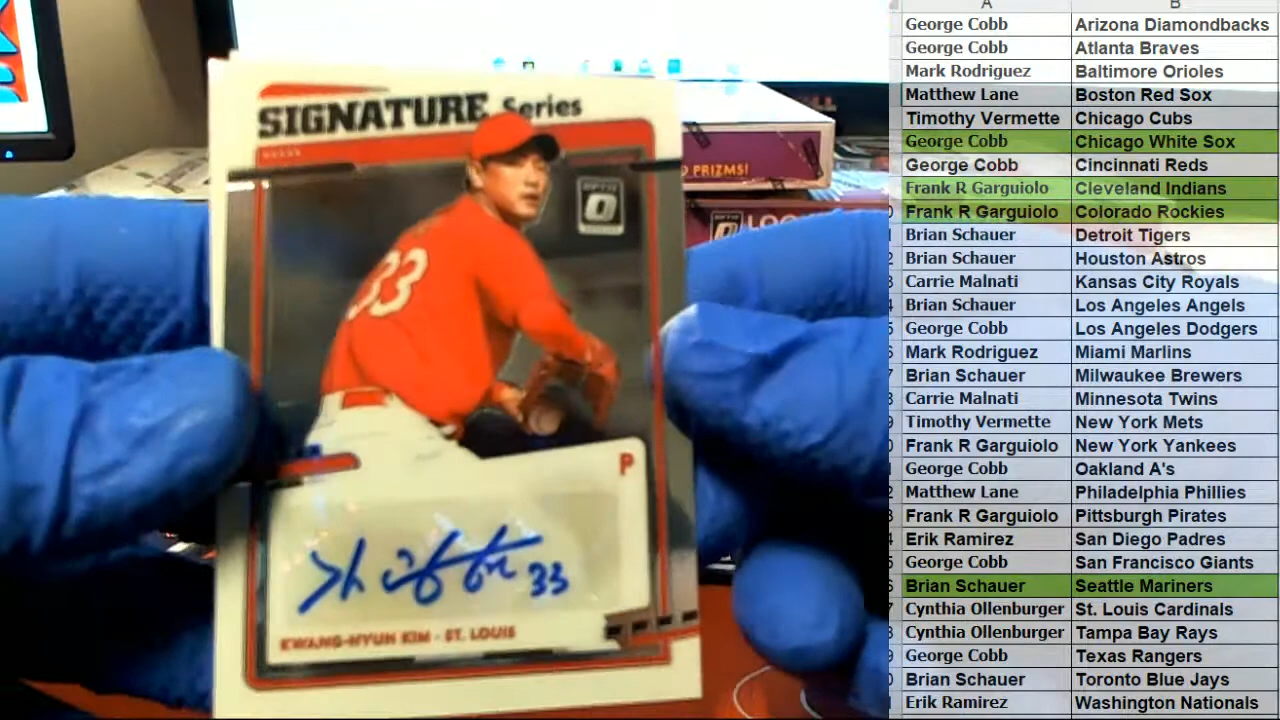 SIGNATURE Series
33
OPTIC
P
33
KWANG-HYUN KIM - ST. LOUIS
PRIZMS!
OPTIC
A B
George Cobb Arizona Diamondbacks
George Cobb Atlanta Braves
Mark Rodriguez Baltimore Orioles
Matthew Lane Boston Red Sox
Timothy Vermette Chicago Cubs
George Cobb Chicago White Sox
George Cobb Cincinnati Reds
Frank R Garguiolo Cleveland Indians
Frank R Garguiolo Colorado Rockies
Brian Schauer Detroit Tigers
Brian Schauer Houston Astros
Carrie Malnati Kansas City Royals
Brian Schauer Los Angeles Angels
George Cobb Los Angeles Dodgers
Mark Rodriguez Miami Marlins
Brian Schauer Milwaukee Brewers
Carrie Malnati Minnesota Twins
Timothy Vermette New York Mets
Frank R Garguiolo New York Yankees
George Cobb Oakland A's
Matthew Lane Philadelphia Phillies
Frank R Garguiolo Pittsburgh Pirates
Erik Ramirez San Diego Padres
George Cobb San Francisco Giants
Brian Schauer Seattle Mariners
Cynthia Ollenburger St. Louis Cardinals
Cynthia Ollenburger Tampa Bay Rays
George Cobb Texas Rangers
Brian Schauer Toronto Blue Jays
Erik Ramirez Washington Nationals